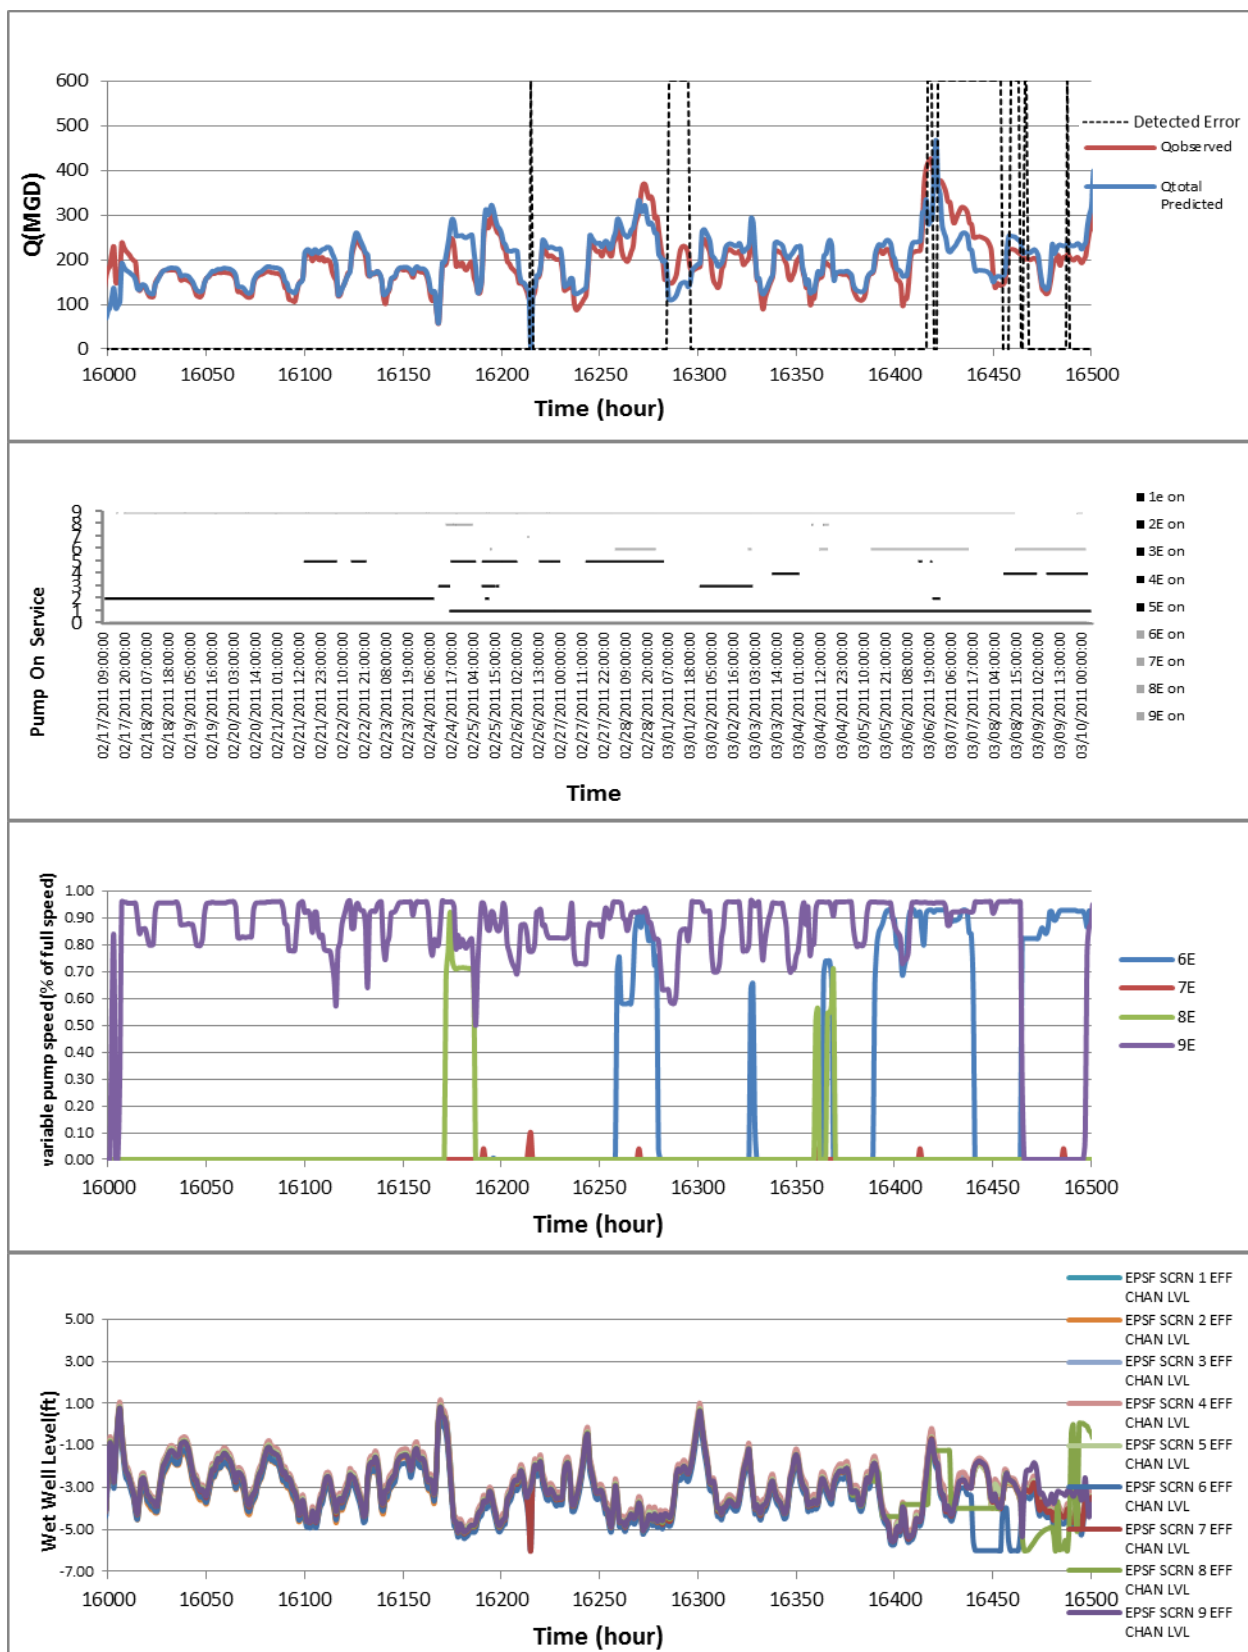 600
500
400
300
200
100
0
Q(MGD)
16000 16050 16100 16150 16200 16250 16300 16350 16400 16450 16500
Time (hour)
Detected Error
Qobserved
Qtotal
Predicted
9
8
7
6
5
4
3
2
1
0
Pump On Service
02/17/2011 09:00:00
02/17/2011 20:00:00
02/18/2011 07:00:00
02/18/2011 18:00:00
02/19/2011 05:00:00
02/19/2011 16:00:00
02/20/2011 03:00:00
02/20/2011 14:00:00
02/21/2011 01:00:00
02/21/2011 12:00:00
02/21/2011 23:00:00
02/22/2011 10:00:00
02/22/2011 21:00:00
02/23/2011 08:00:00
02/23/2011 19:00:00
02/24/2011 06:00:00
02/24/2011 17:00:00
02/25/2011 04:00:00
02/25/2011 15:00:00
02/26/2011 02:00:00
02/26/2011 13:00:00
02/27/2011 00:00:00
02/27/2011 11:00:00
02/27/2011 22:00:00
02/28/2011 09:00:00
02/28/2011 20:00:00
03/01/2011 07:00:00
03/01/2011 18:00:00
03/02/2011 05:00:00
03/02/2011 16:00:00
03/03/2011 03:00:00
03/03/2011 14:00:00
03/04/2011 01:00:00
03/04/2011 12:00:00
03/04/2011 23:00:00
03/05/2011 10:00:00
03/05/2011 21:00:00
03/06/2011 08:00:00
03/06/2011 19:00:00
03/07/2011 06:00:00
03/07/2011 17:00:00
03/08/2011 04:00:00
03/08/2011 15:00:00
03/09/2011 02:00:00
03/09/2011 13:00:00
03/10/2011 00:00:00
Time
1e on
2E on
3E on
4E on
5E on
6E on
7E on
8E on
9E on
1.00
0.90
0.80
0.70
0.60
0.50
0.40
0.30
0.20
0.10
0.00
variable pump speed(% of full speed)
16000 16050 16100 16150 16200 16250 16300 16350 16400 16450 16500
Time (hour)
6E
7E
8E
9E
5.00
3.00
1.00
-1.00
-3.00
-5.00
-7.00
Wet Well Level(ft)
16000 16050 16100 16150 16200 16250 16300 16350 16400 16450 16500
Time (hour)
EPSF SCRN 1 EFF
CHAN LVL
EPSF SCRN 2 EFF
CHAN LVL
EPSF SCRN 3 EFF
CHAN LVL
EPSF SCRN 4 EFF
CHAN LVL
EPSF SCRN 5 EFF
CHAN LVL
EPSF SCRN 6 EFF
CHAN LVL
EPSF SCRN 7 EFF
CHAN LVL
EPSF SCRN 8 EFF
CHAN LVL
EPSF SCRN 9 EFF
CHAN LVL